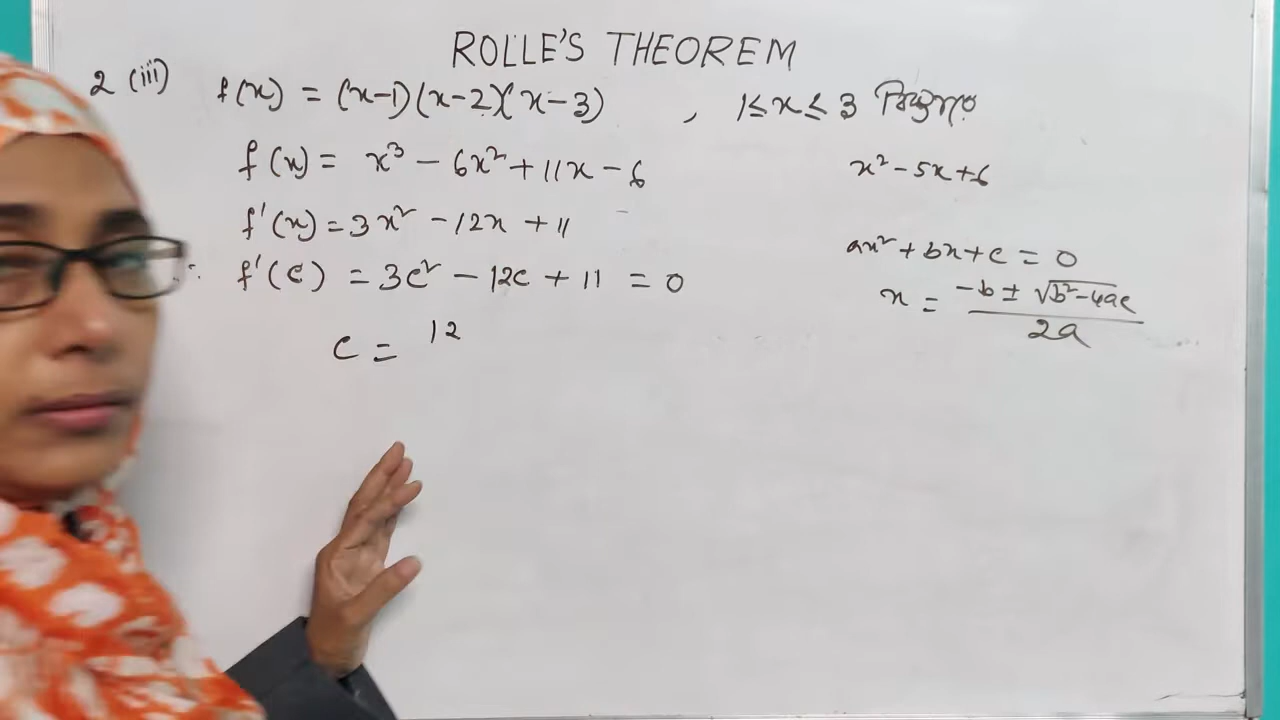 ROLLE'S THEOREM
2 (iii) f(x) = (x-1)(x-2)(x-3) , 1≤x≤3
f(x) = x³ - 6x² + 11x - 6
x² - 5x + 6
f'(x) = 3x² - 12x + 11
ax² + bx + c = 0
∴ f'(c) = 3c² - 12c + 11 = 0
x = (-b ± √(b²-4ac))/2a
c = 12